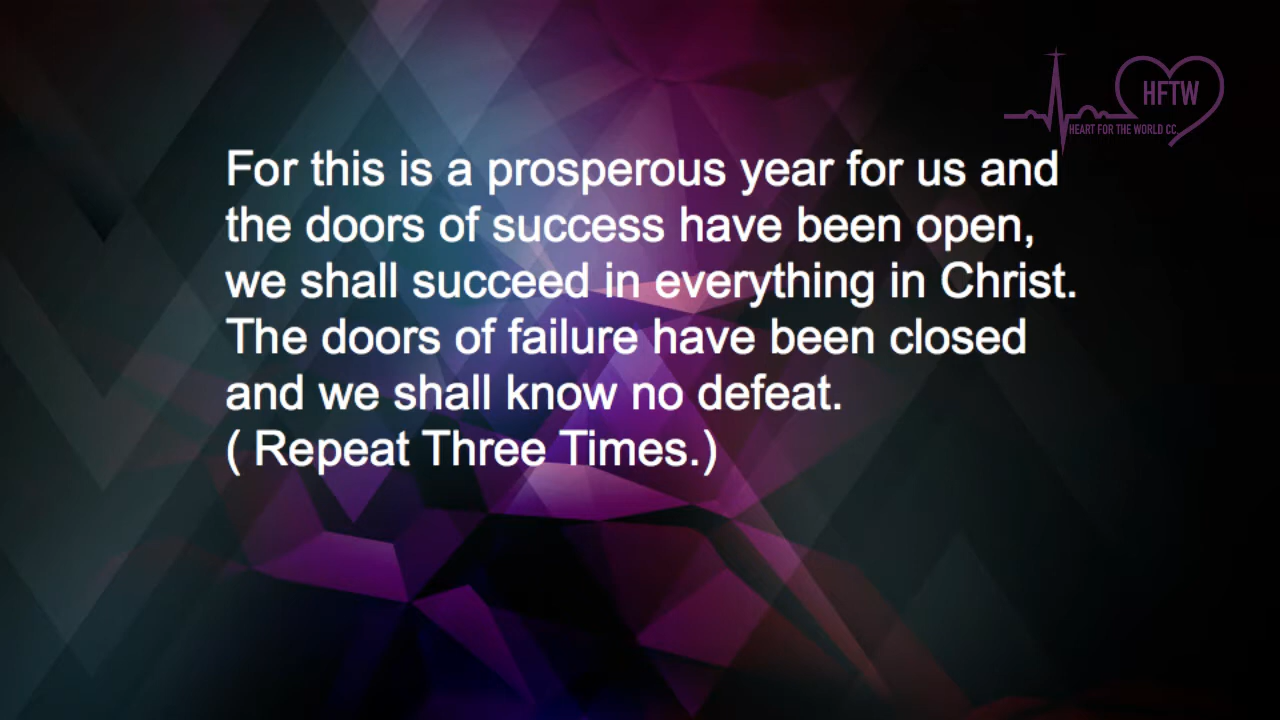 HFTW
HEART FOR THE WORLD CC.
For this is a prosperous year for us and
the doors of success have been open,
we shall succeed in everything in Christ.
The doors of failure have been closed
and we shall know no defeat.
( Repeat Three Times.)